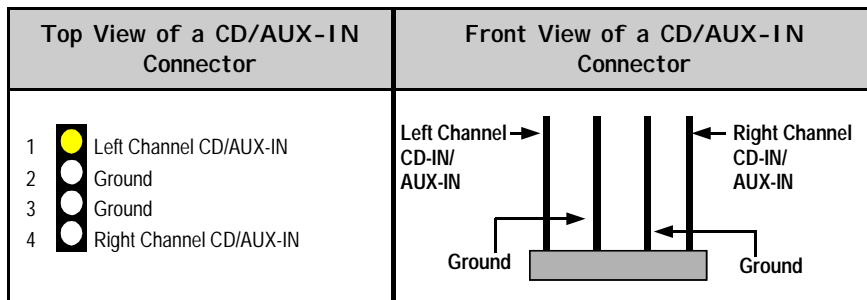 Top View of a CD/AUX-IN
Connector
Front View of a CD/AUX-IN
Connector
1 Left Channel CD/AUX-IN
2 Ground
3 Ground
4 Right Channel CD/AUX-IN
Left Channel
CD-IN/
AUX-IN
Right Channel
CD-IN/
AUX-IN
Ground
Ground